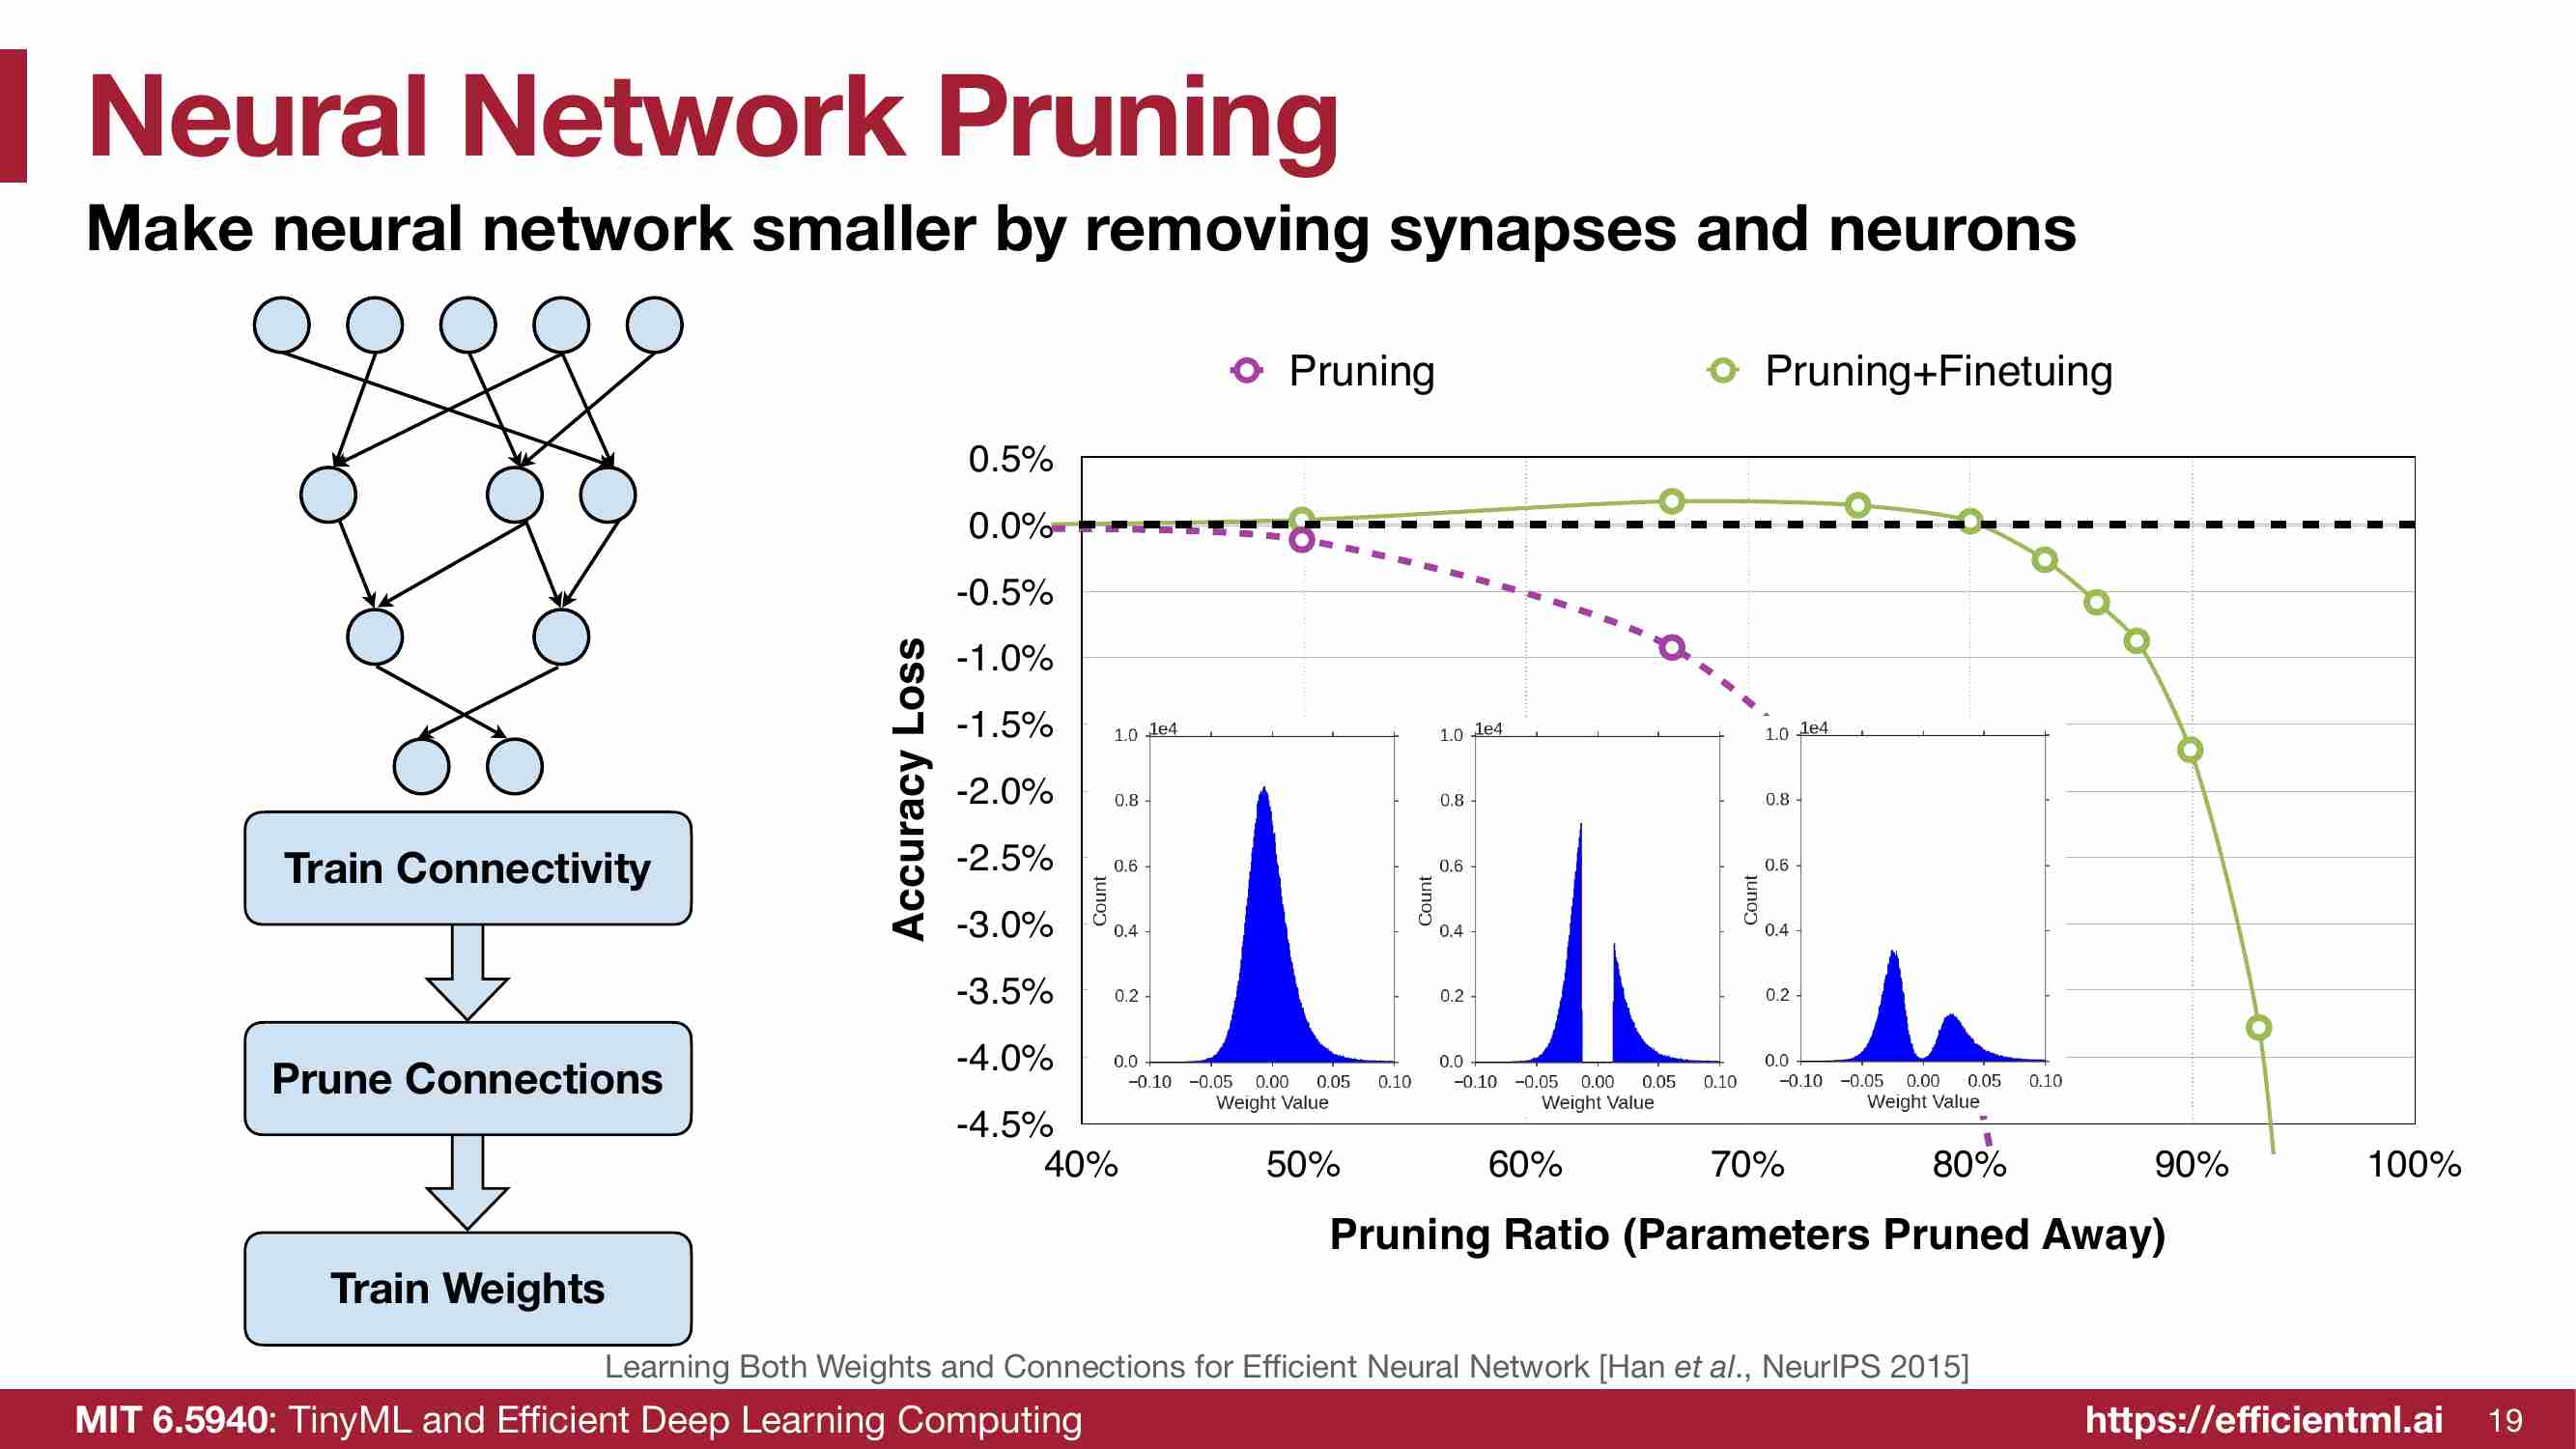 Neural Network Pruning
Make neural network smaller by removing synapses and neurons
Train Connectivity
Prune Connections
Train Weights
Pruning
Pruning+Finetuing
Accuracy Loss
0.5%
0.0%
-0.5%
-1.0%
-1.5%
-2.0%
-2.5%
-3.0%
-3.5%
-4.0%
-4.5%
40% 50% 60% 70% 80% 90% 100%
Pruning Ratio (Parameters Pruned Away)
1e4
1.0
0.8
0.6
0.4
0.2
0.0
Count
−0.10 −0.05 0.00 0.05 0.10
Weight Value
1e4
1.0
0.8
0.6
0.4
0.2
0.0
Count
−0.10 −0.05 0.00 0.05 0.10
Weight Value
1e4
1.0
0.8
0.6
0.4
0.2
0.0
Count
−0.10 −0.05 0.00 0.05 0.10
Weight Value
Learning Both Weights and Connections for Efficient Neural Network [Han et al., NeurIPS 2015]
MIT 6.5940: TinyML and Efficient Deep Learning Computing
https://efficientml.ai
19